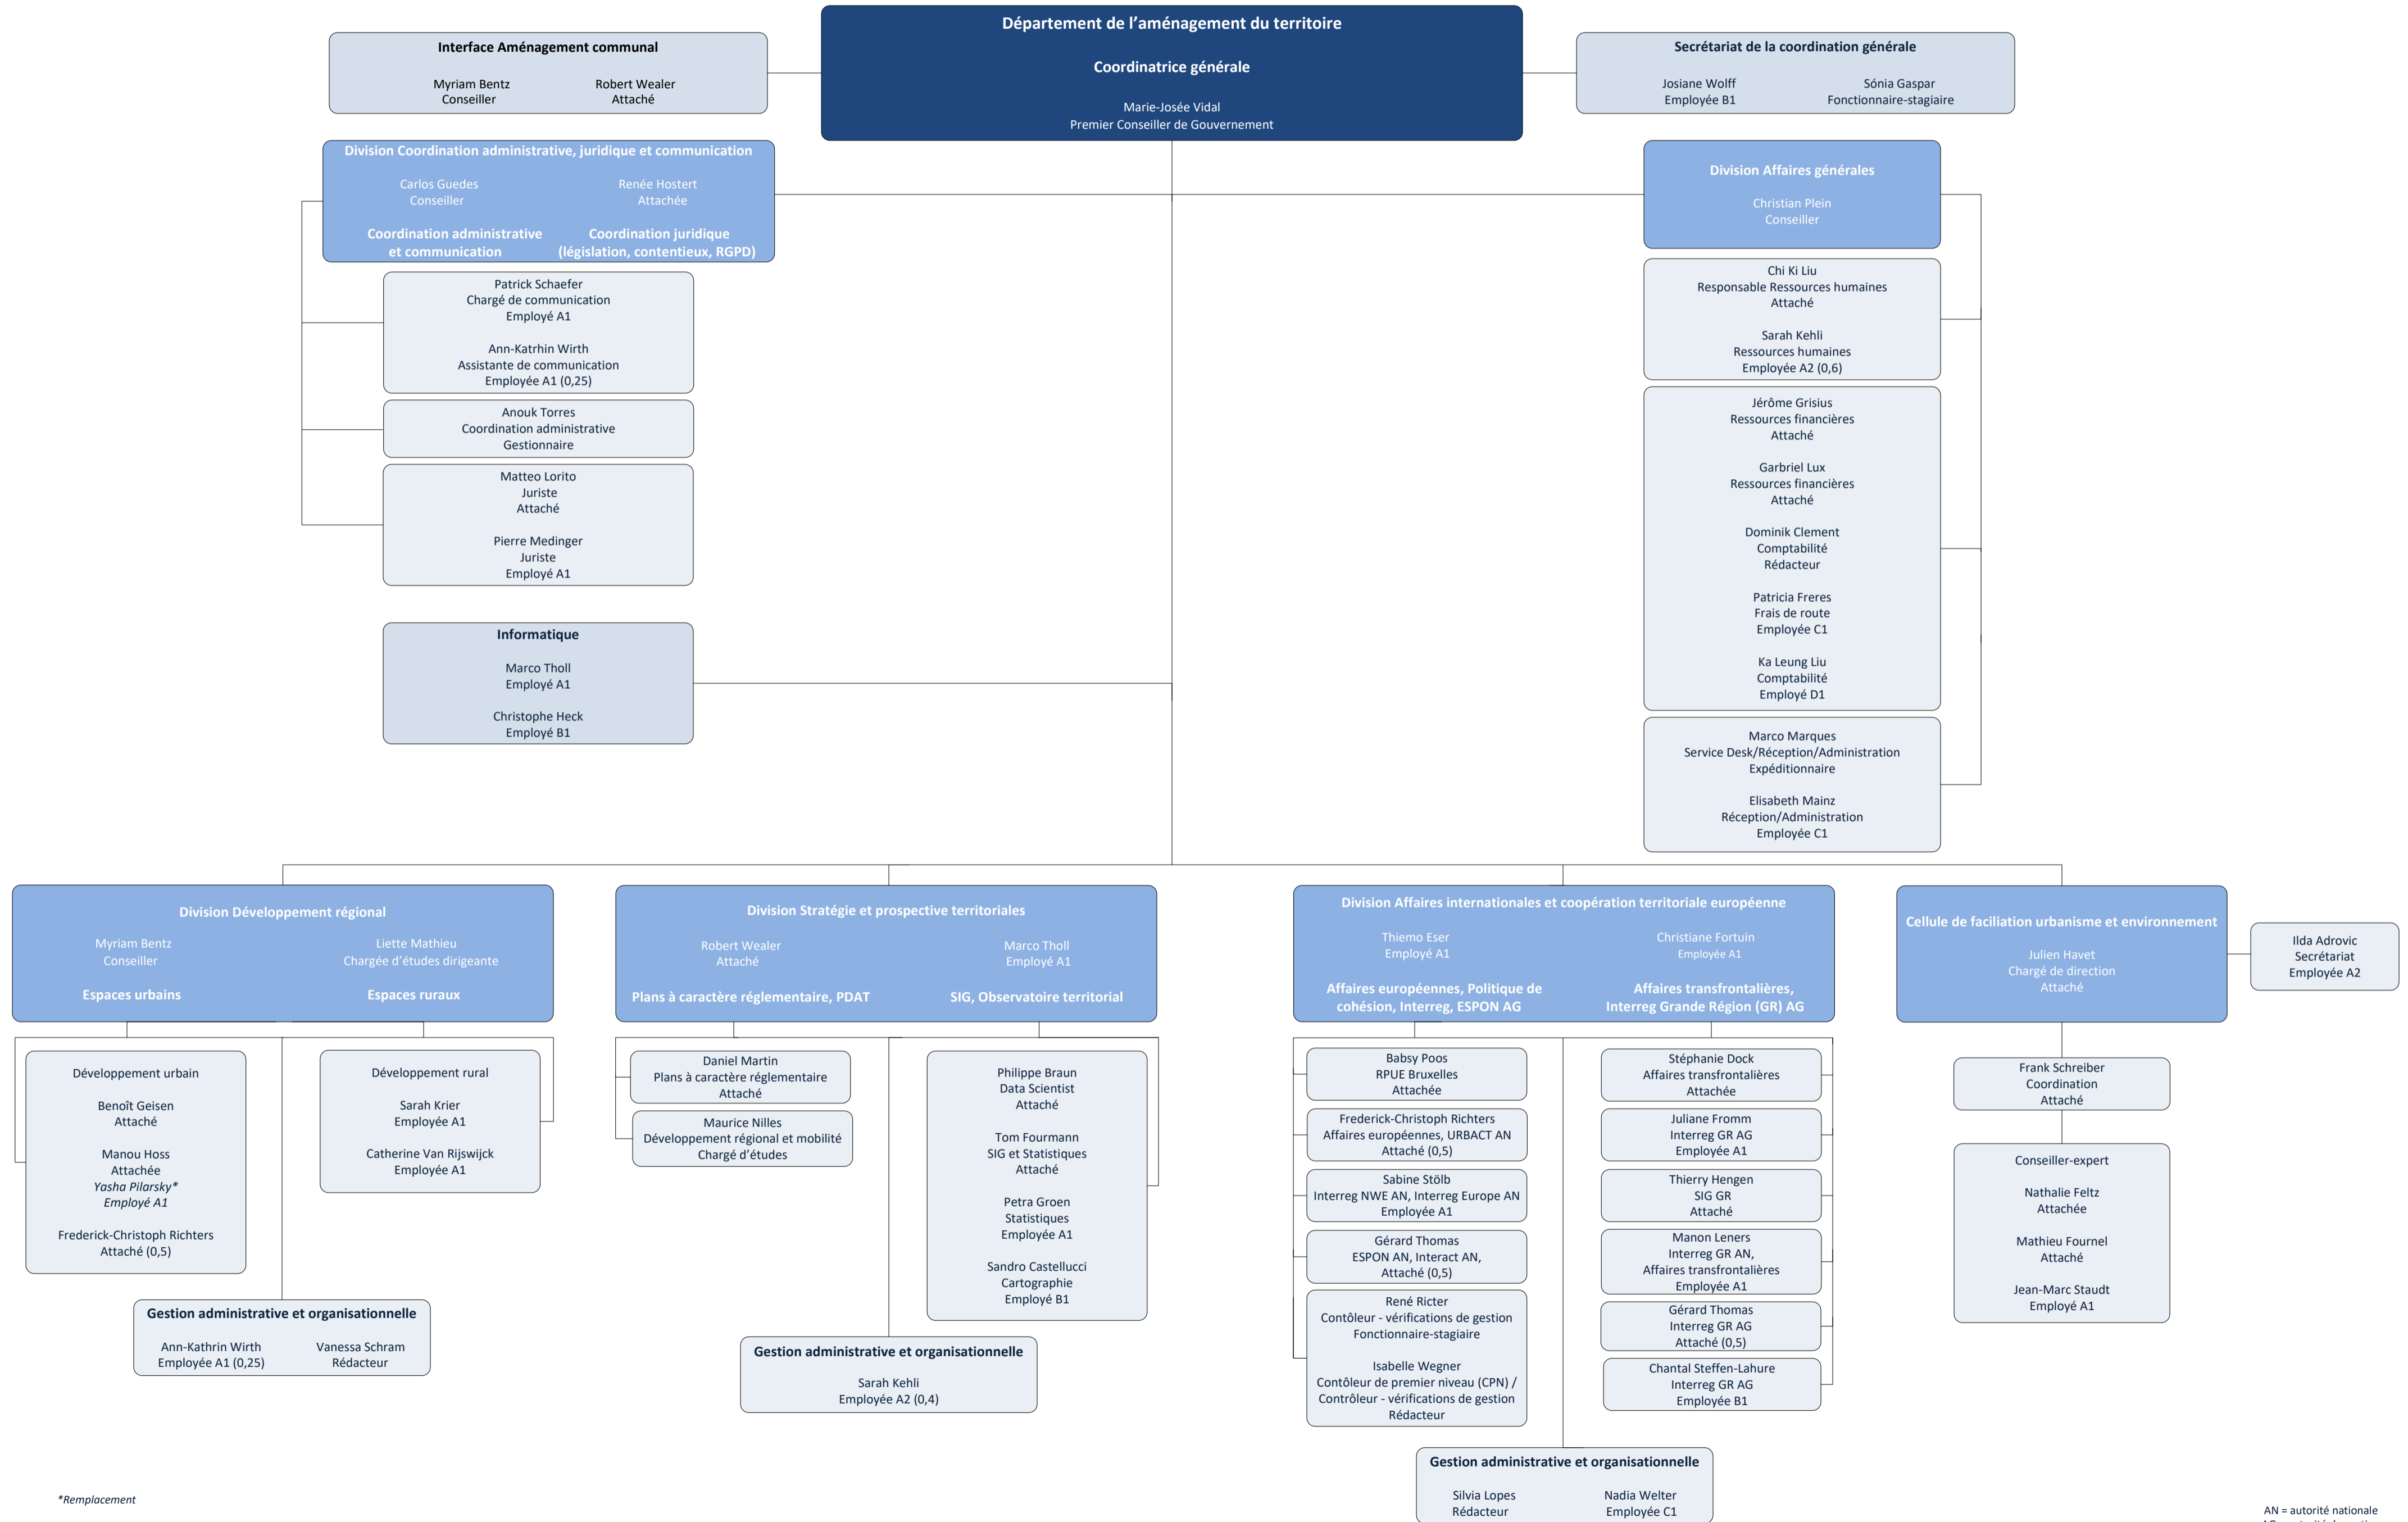 Département de l’aménagement du territoire
Coordinatrice générale
Marie-Josée Vidal
Premier Conseiller de Gouvernement
Interface Aménagement communal
Myriam Bentz
Conseiller
Robert Wealer
Attaché
Secrétariat de la coordination générale
Josiane Wolff
Employée B1
Sónia Gaspar
Fonctionnaire-stagiaire
Division Coordination administrative, juridique et communication
Carlos Guedes
Conseiller
Coordination administrative
et communication
Renée Hostert
Attachée
Coordination juridique
(législation, contentieux, RGPD)
Patrick Schaefer
Chargé de communication
Employé A1
Ann-Katrhin Wirth
Assistante de communication
Employée A1 (0,25)
Anouk Torres
Coordination administrative
Gestionnaire
Matteo Lorito
Juriste
Attaché
Pierre Medinger
Juriste
Employé A1
Informatique
Marco Tholl
Employé A1
Christophe Heck
Employé B1
Division Affaires générales
Christian Plein
Conseiller
Chi Ki Liu
Responsable Ressources humaines
Attaché
Sarah Kehli
Ressources humaines
Employée A2 (0,6)
Jérôme Grisius
Ressources financières
Attaché
Garbriel Lux
Ressources financières
Attaché
Dominik Clement
Comptabilité
Rédacteur
Patricia Freres
Frais de route
Employée C1
Ka Leung Liu
Comptabilité
Employé D1
Marco Marques
Service Desk/Réception/Administration
Expéditionnaire
Elisabeth Mainz
Réception/Administration
Employée C1
Division Développement régional
Myriam Bentz
Conseiller
Espaces urbains
Liette Mathieu
Chargée d’études dirigeante
Espaces ruraux
Développement urbain
Benoît Geisen
Attaché
Manou Hoss
Attachée
Yasha Pilarsky*
Employé A1
Frederick-Christoph Richters
Attaché (0,5)
Développement rural
Sarah Krier
Employée A1
Catherine Van Rijswijck
Employée A1
Gestion administrative et organisationnelle
Ann-Kathrin Wirth
Employée A1 (0,25)
Vanessa Schram
Rédacteur
Division Stratégie et prospective territoriales
Robert Wealer
Attaché
Plans à caractère réglementaire, PDAT
Marco Tholl
Employé A1
SIG, Observatoire territorial
Daniel Martin
Plans à caractère réglementaire
Attaché
Maurice Nilles
Développement régional et mobilité
Chargé d’études
Philippe Braun
Data Scientist
Attaché
Tom Fourmann
SIG et Statistiques
Attaché
Petra Groen
Statistiques
Employée A1
Sandro Castellucci
Cartographie
Employé B1
Gestion administrative et organisationnelle
Sarah Kehli
Employée A2 (0,4)
Division Affaires internationales et coopération territoriale européenne
Thiemo Eser
Employé A1
Affaires européennes, Politique de
cohésion, Interreg, ESPON AG
Christiane Fortuin
Employée A1
Affaires transfrontalières,
Interreg Grande Région (GR) AG
Babsy Poos
RPUE Bruxelles
Attachée
Frederick-Christoph Richters
Affaires européennes, URBACT AN
Attaché (0,5)
Sabine Stölb
Interreg NWE AN, Interreg Europe AN
Employée A1
Gérard Thomas
ESPON AN, Interact AN,
Attaché (0,5)
René Ricter
Contôleur - vérifications de gestion
Fonctionnaire-stagiaire
Isabelle Wegner
Contôleur de premier niveau (CPN) /
Contrôleur - vérifications de gestion
Rédacteur
Stéphanie Dock
Affaires transfrontalières
Attachée
Juliane Fromm
Interreg GR AG
Employée A1
Thierry Hengen
SIG GR
Attaché
Manon Leners
Interreg GR AN,
Affaires transfrontalières
Employée A1
Gérard Thomas
Interreg GR AG
Attaché (0,5)
Chantal Steffen-Lahure
Interreg GR AG
Employée B1
Gestion administrative et organisationnelle
Silvia Lopes
Rédacteur
Nadia Welter
Employée C1
Cellule de faciliation urbanisme et environnement
Julien Havet
Chargé de direction
Attaché
Ilda Adrovic
Secrétariat
Employée A2
Frank Schreiber
Coordination
Attaché
Conseiller-expert
Nathalie Feltz
Attachée
Mathieu Fournel
Attaché
Jean-Marc Staudt
Employé A1
*Remplacement
AN = autorité nationale